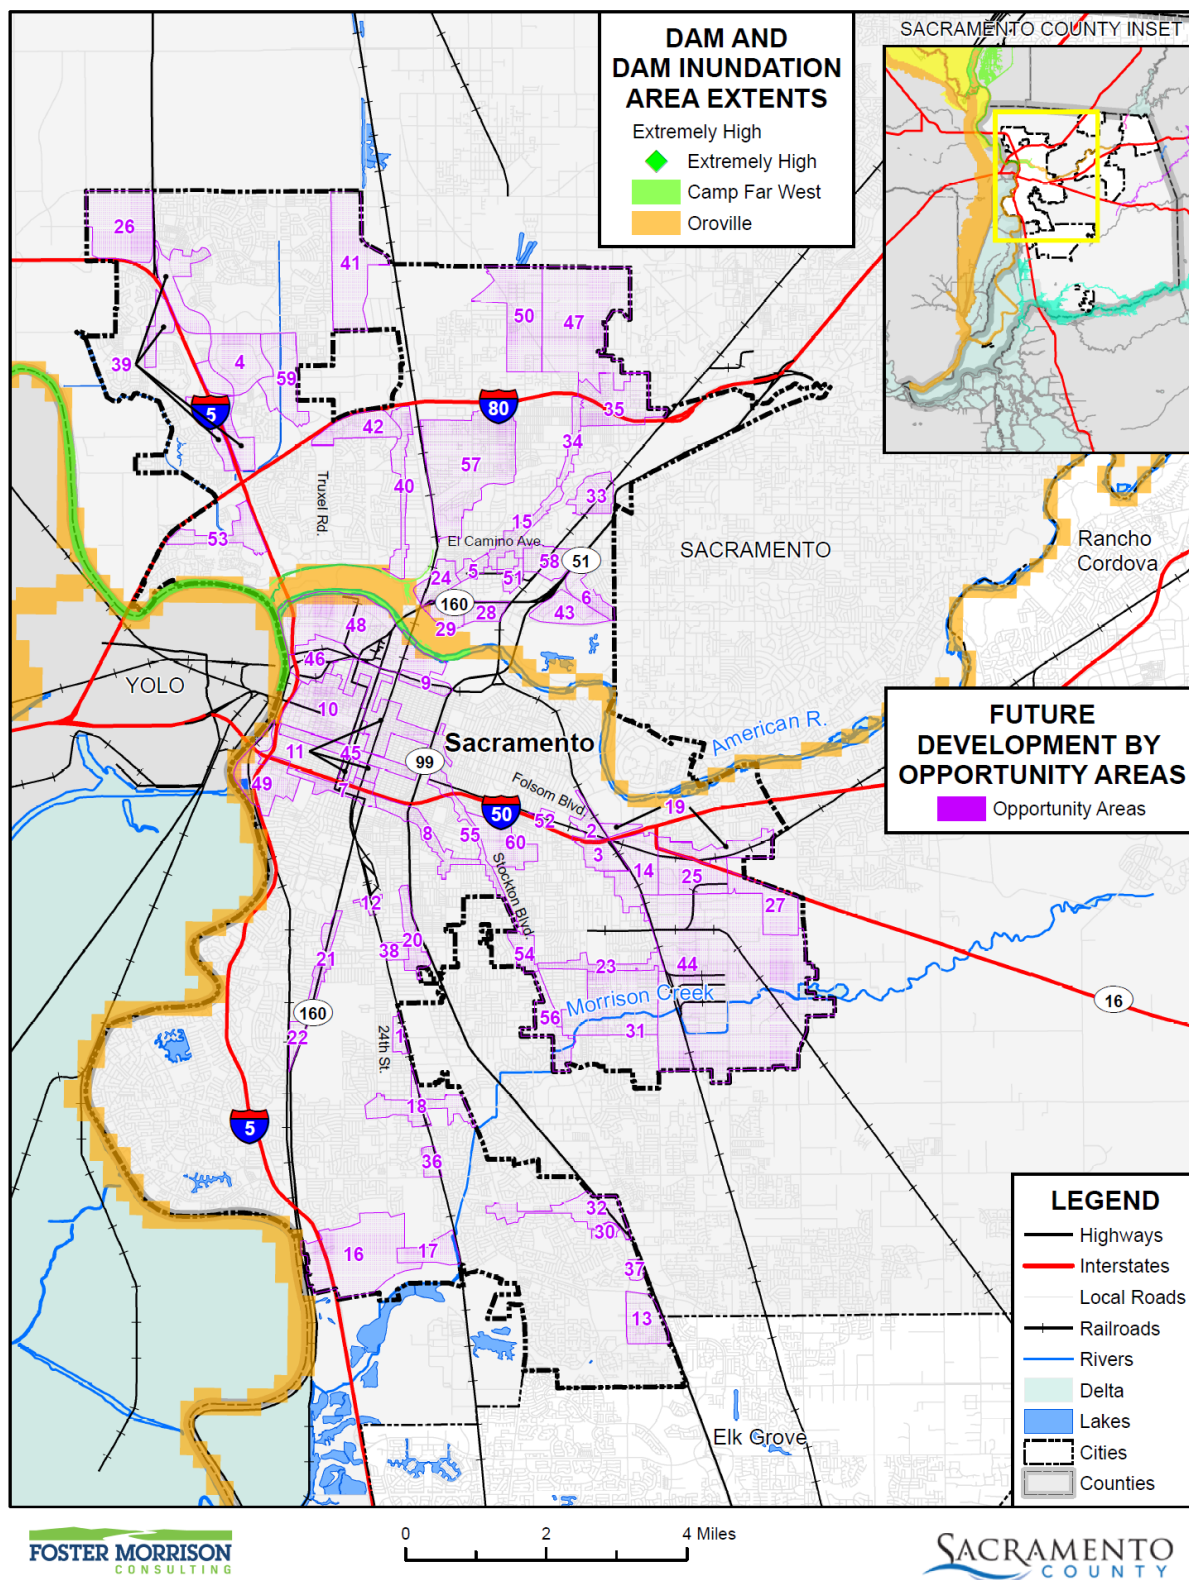 DAM AND
DAM INUNDATION
AREA EXTENTS
Extremely High
Extremely High
Camp Far West
Oroville
SACRAMENTO COUNTY INSET
26
41
50
47
39
4
59
5
80
35
42
34
57
40
Truxel Rd.
33
15
53
El Camino Ave
58
51
SACRAMENTO
Rancho
Cordova
24
5
51
6
160
28
43
29
48
46
YOLO
9
10
American R.
Sacramento
11
45
99
49
7
Folsom Blvd.
50
52
19
2
8
55
60
3
14
25
Stockton Blvd.
27
12
20
38
54
21
23
44
Morrison Creek
56
160
16
22
1
31
24th St.
18
5
36
32
30
16
17
37
13
Elk Grove
FUTURE
DEVELOPMENT BY
OPPORTUNITY AREAS
Opportunity Areas
LEGEND
Highways
Interstates
Local Roads
Railroads
Rivers
Delta
Lakes
Cities
Counties
FOSTER MORRISON
CONSULTING
0 2 4 Miles
SACRAMENTO
COUNTY